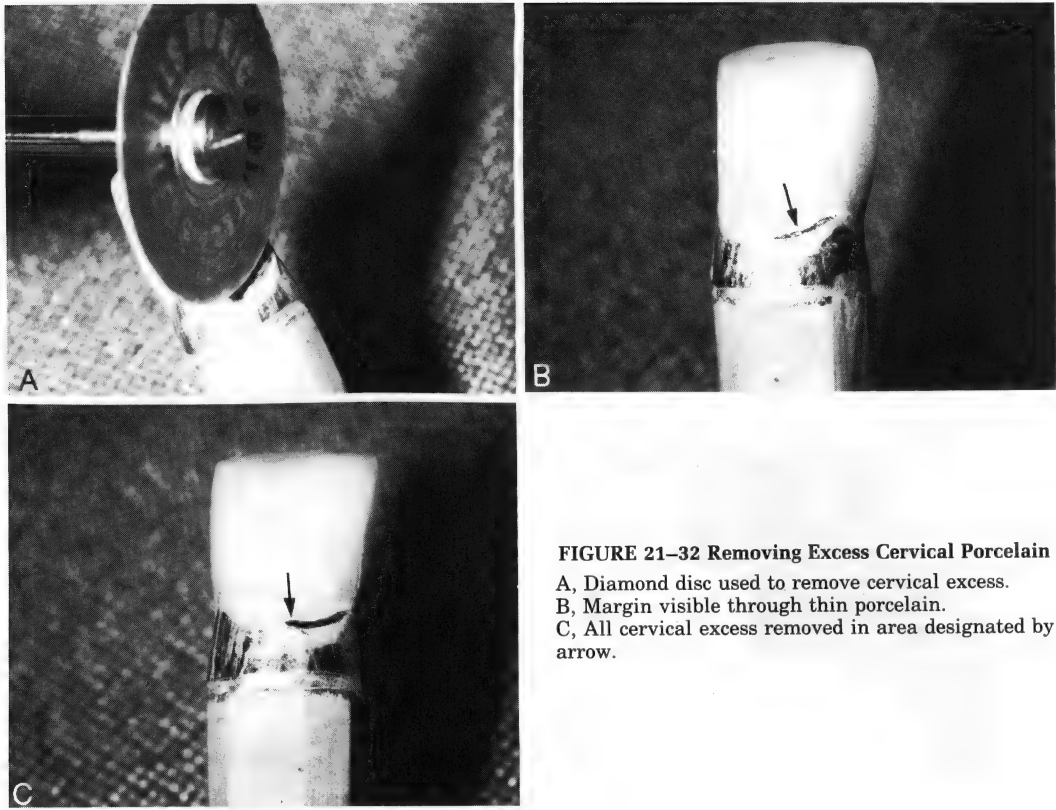 A
B
C
FIGURE 21–32 Removing Excess Cervical Porcelain
A, Diamond disc used to remove cervical excess.
B, Margin visible through thin porcelain.
C, All cervical excess removed in area designated by
arrow.